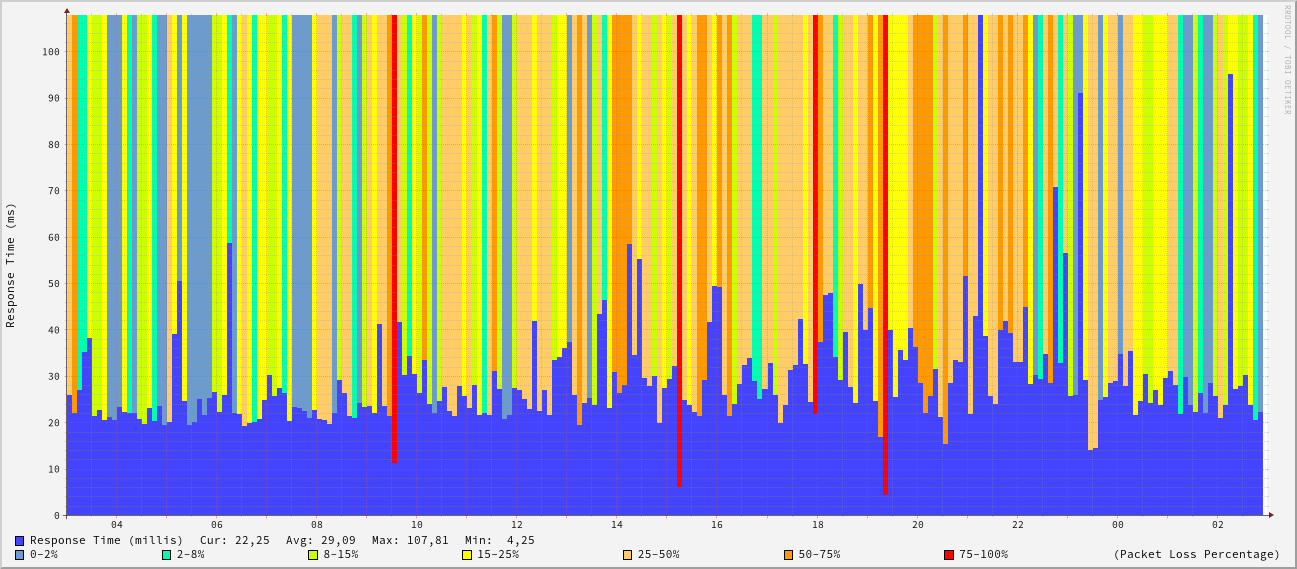 RRDTOOL / TOBI OETIKER
Response Time (ms)
100
90
80
70
60
50
40
30
20
10
0
04 06 08 10 12 14 16 18 20 22 00 02
Response Time (millis) Cur: 22,25 Avg: 29,09 Max: 107,81 Min: 4,25
0-2% 2-8% 8-15% 15-25% 25-50% 50-75% 75-100% (Packet Loss Percentage)